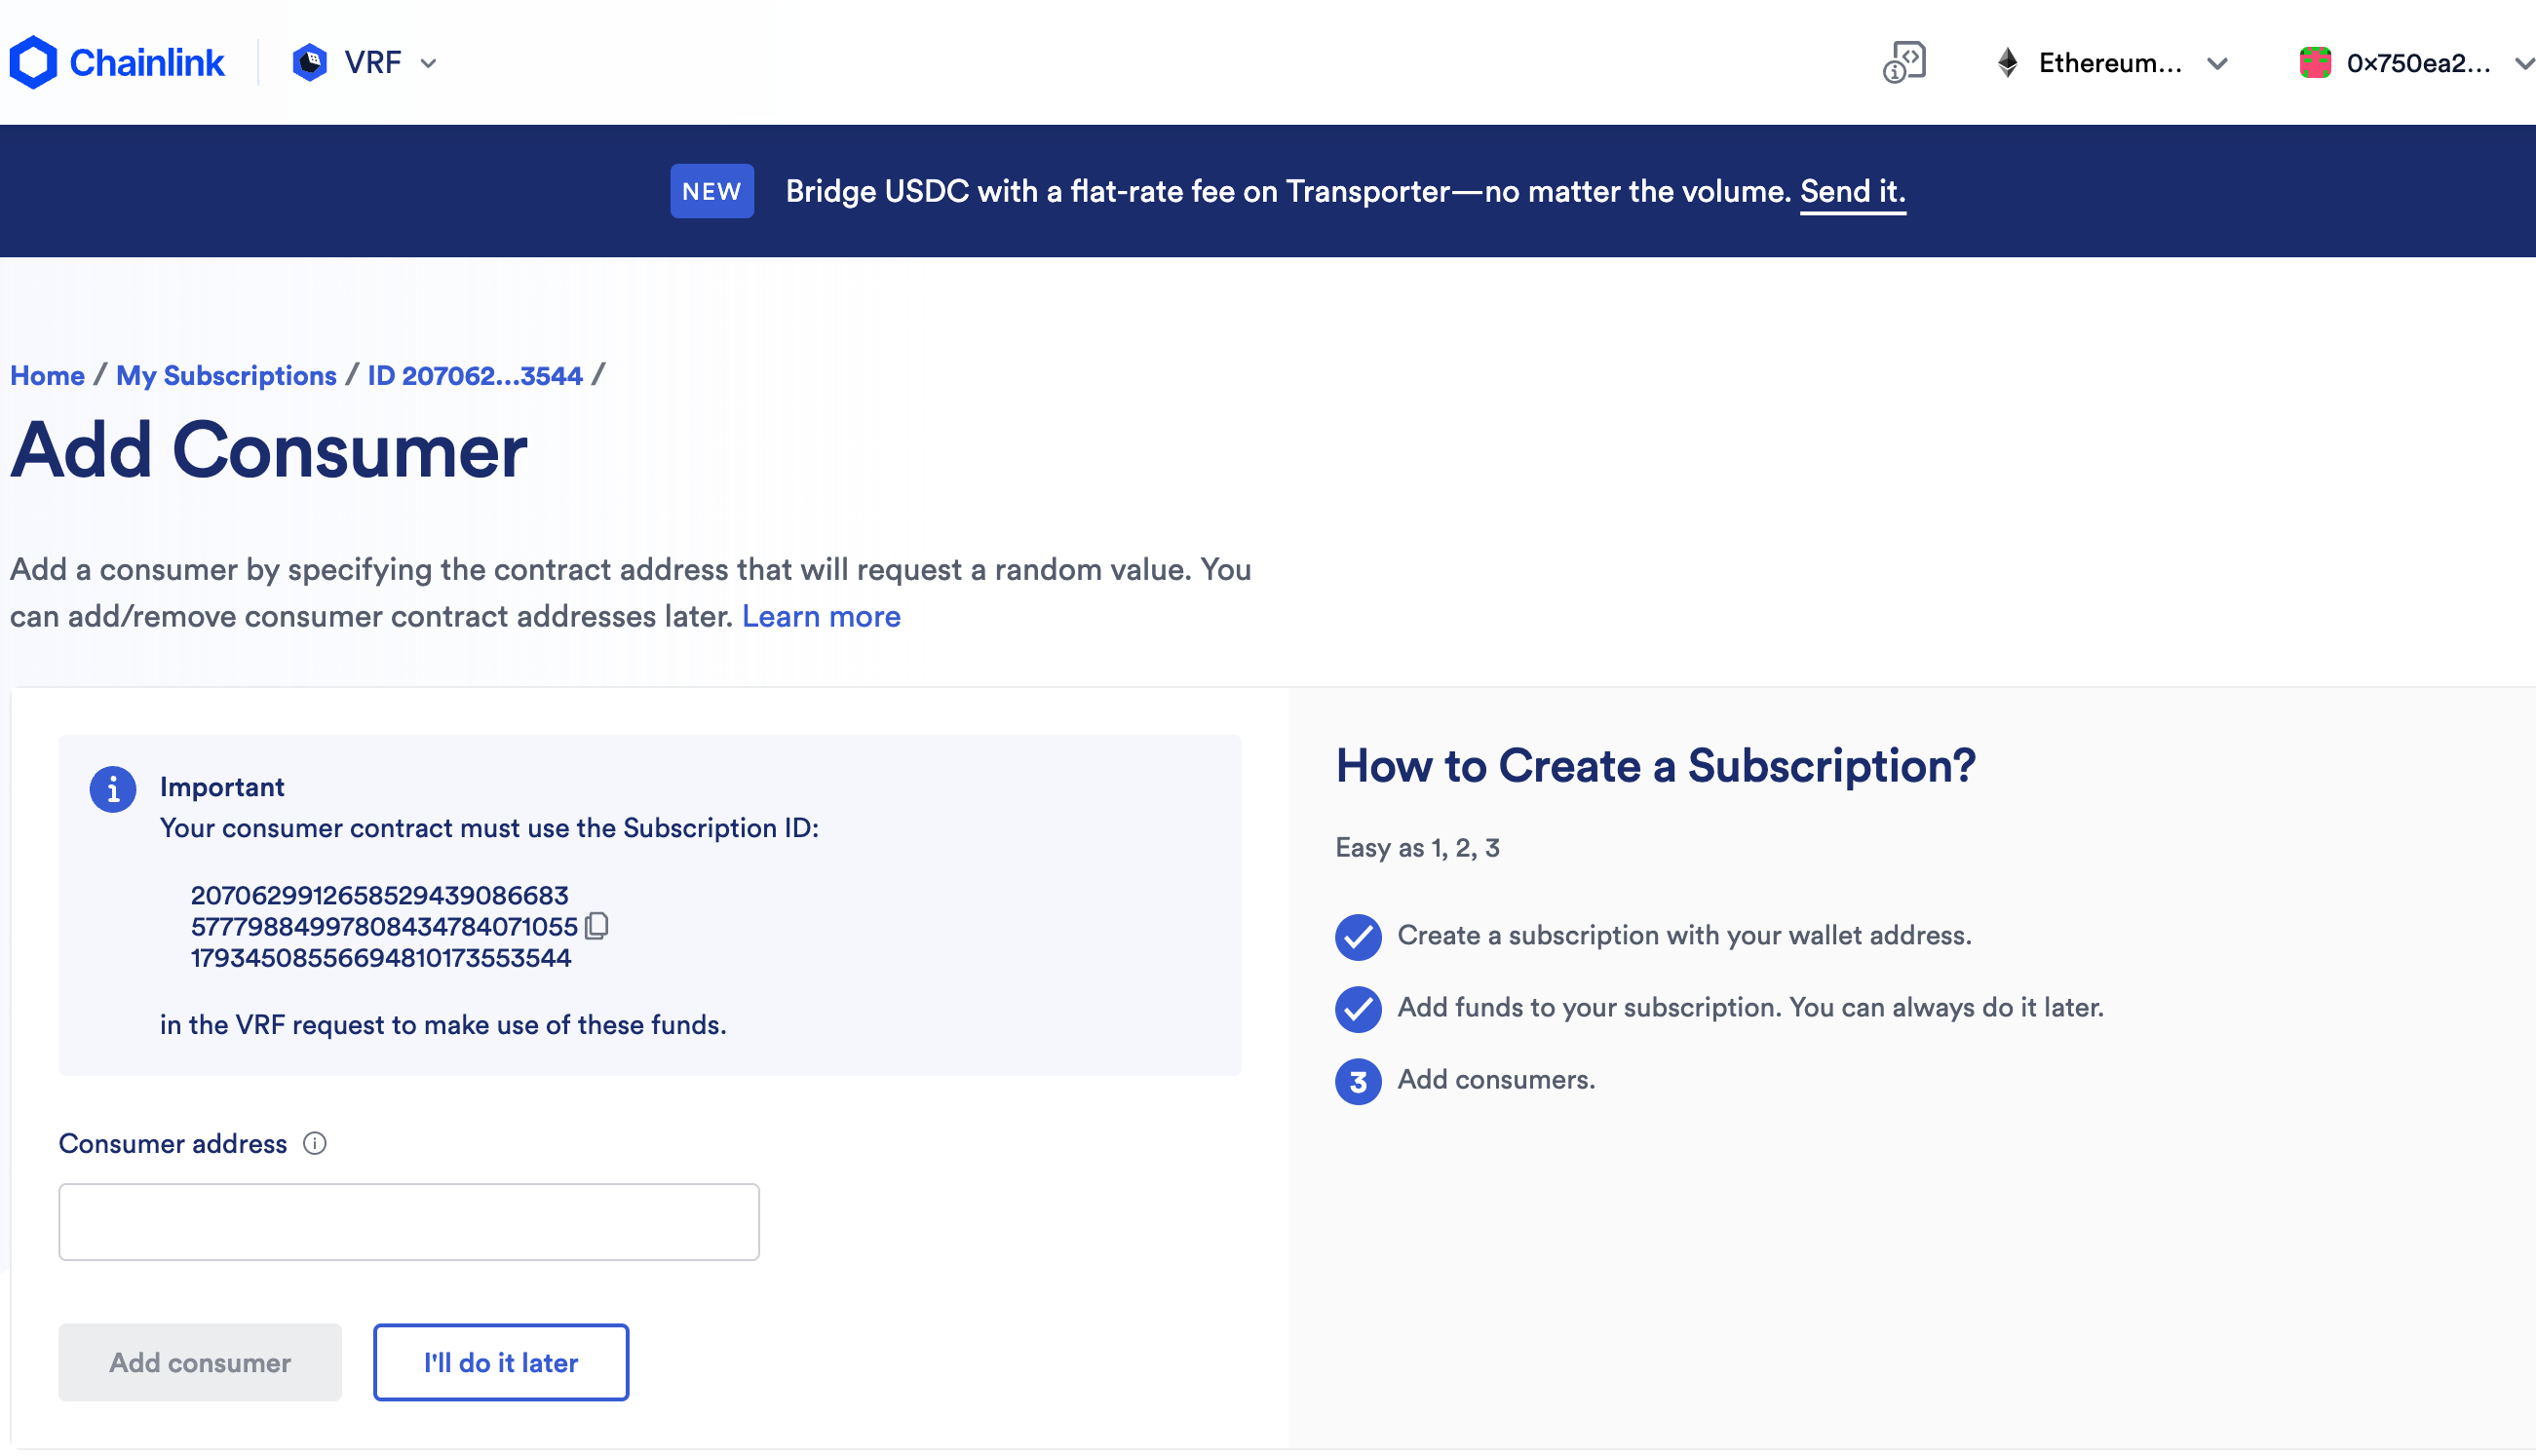 Chainlink
VRF
Ethereum...
0x750ea2...
NEW
Bridge USDC with a flat-rate fee on Transporter—no matter the volume. Send it.
Home / My Subscriptions / ID 207062...3544 /
Add Consumer
Add a consumer by specifying the contract address that will request a random value. You
can add/remove consumer contract addresses later. Learn more
Important
Your consumer contract must use the Subscription ID:
2070629912658529439086683
57779884997808434784071055
17934508556694810173553544
in the VRF request to make use of these funds.
Consumer address
Add consumer
I'll do it later
How to Create a Subscription?
Easy as 1, 2, 3
Create a subscription with your wallet address.
Add funds to your subscription. You can always do it later.
3 Add consumers.